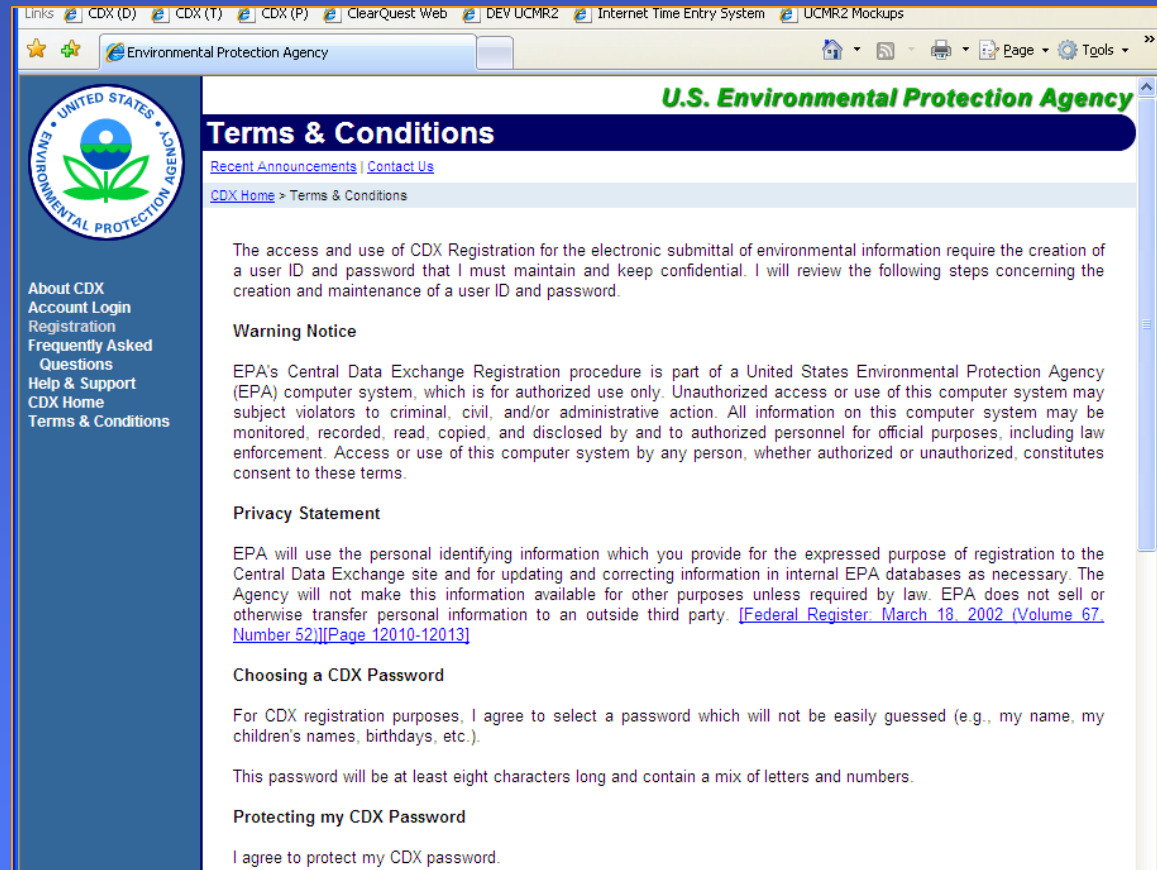 Links CDX (D) CDX (T) CDX (P) ClearQuest Web DEV UCMR2 Internet Time Entry System UCMR2 Mockups
Environmental Protection Agency Page Tools »
UNITED STATES ENVIRONMENTAL PROTECTION AGENCY
U.S. Environmental Protection Agency
Terms & Conditions
Recent Announcements | Contact Us
CDX Home > Terms & Conditions
About CDX
Account Login
Registration
Frequently Asked
Questions
Help & Support
CDX Home
Terms & Conditions
The access and use of CDX Registration for the electronic submittal of environmental information require the creation of
a user ID and password that I must maintain and keep confidential. I will review the following steps concerning the
creation and maintenance of a user ID and password.
Warning Notice
EPA's Central Data Exchange Registration procedure is part of a United States Environmental Protection Agency
(EPA) computer system, which is for authorized use only. Unauthorized access or use of this computer system may
subject violators to criminal, civil, and/or administrative action. All information on this computer system may be
monitored, recorded, read, copied, and disclosed by and to authorized personnel for official purposes, including law
enforcement. Access or use of this computer system by any person, whether authorized or unauthorized, constitutes
consent to these terms.
Privacy Statement
EPA will use the personal identifying information which you provide for the expressed purpose of registration to the
Central Data Exchange site and for updating and correcting information in internal EPA databases as necessary. The
Agency will not make this information available for other purposes unless required by law. EPA does not sell or
otherwise transfer personal information to an outside third party. [Federal Register: March 18, 2002 (Volume 67,
Number 52)][Page 12010-12013]
Choosing a CDX Password
For CDX registration purposes, I agree to select a password which will not be easily guessed (e.g., my name, my
children's names, birthdays, etc.).
This password will be at least eight characters long and contain a mix of letters and numbers.
Protecting my CDX Password
I agree to protect my CDX password.